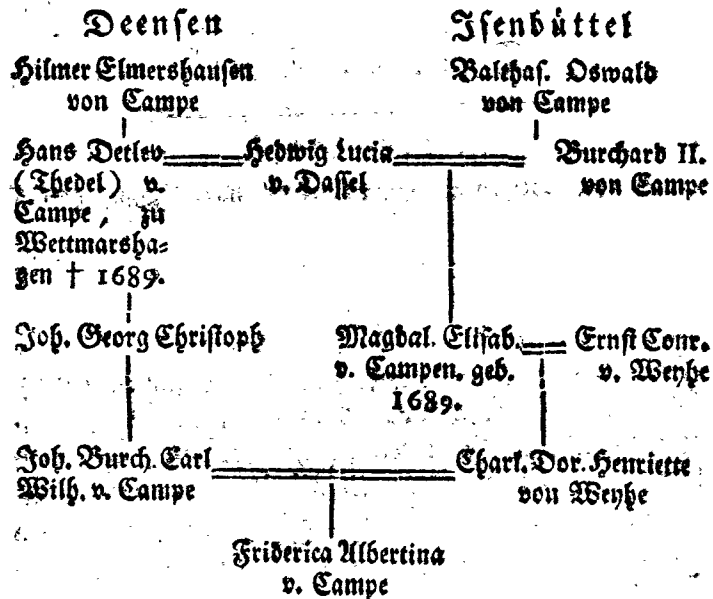 Deensen
Isenbüttel
Hilmer Elmershausen
von Campe
Balthas. Oswald
von Campe
Hans Detlev
(Thedel) v.
Campe, zu
Wettmarsha⸗
gen † 1689.
Hedwig Lucia
v. Dassel
Burchard II.
von Campe
Joh. Georg Christoph
Magdal. Elisab.
v. Campen, geb.
1689.
Ernst Conr.
v. Weyhe
Joh. Burch. Carl
Wilh. v. Campe
Charl. Dor. Henriette
von Weyhe
Friderica Albertina
v. Campe